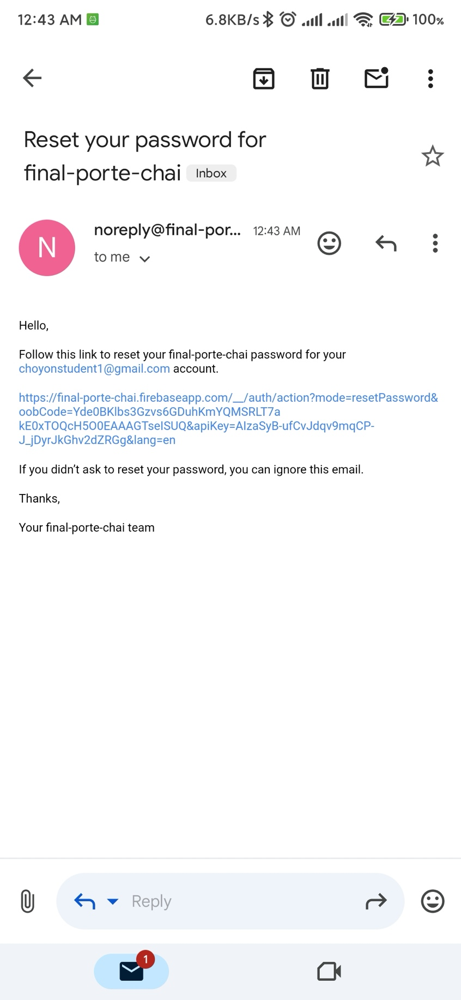 12:43 AM 6.8KB/s 100%
Reset your password for
final-porte-chai Inbox
N
noreply@final-por... 12:43 AM
to me
Hello,
Follow this link to reset your final-porte-chai password for your
choyonstudent1@gmail.com account.
https://final-porte-chai.firebaseapp.com/__/auth/action?mode=resetPassword&
oobCode=Yde0BKlbs3Gzvs6GDuhKmYQMSRLT7a
kE0xTOQcH5O0EAAAGTseISUQ&apiKey=AIzaSyB-ufCvJdqv9mqCP-
J_jDyrJkGhv2dZRGg&lang=en
If you didn’t ask to reset your password, you can ignore this email.
Thanks,
Your final-porte-chai team
Reply
1